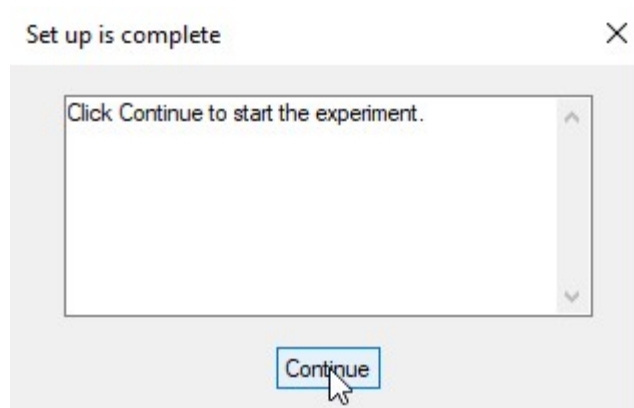 Set up is complete
Click Continue to start the experiment.
Continue